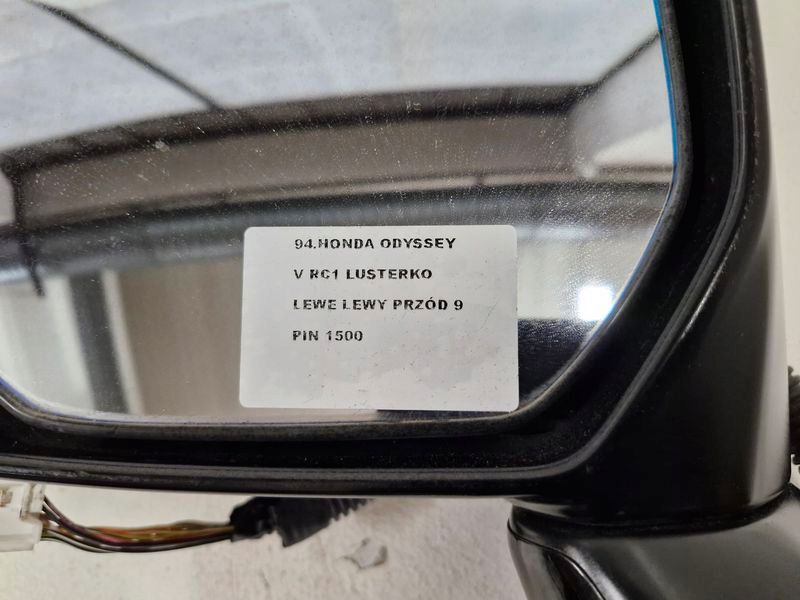 94.HONDA ODYSSEY
V RC1 LUSTERKO
LEWE LEWY PRZÓD 9
PIN 1500